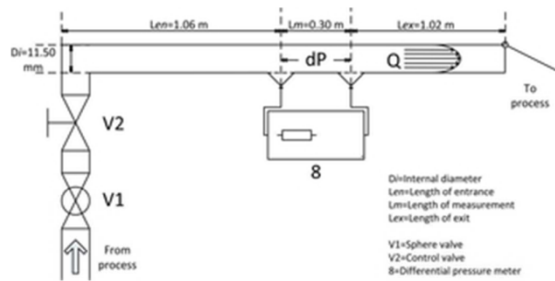 Len=1.06 m Lm=0.30 m Lex=1.02 m
Di=11.50
mm
dP
Q
To
process
V2
8
V1
From
process
Di=Internal diameter
Len=Length of entrance
Lm=Length of measurement
Lex=Length of exit
V1=Sphere valve
V2=Control valve
8=Differential pressure meter